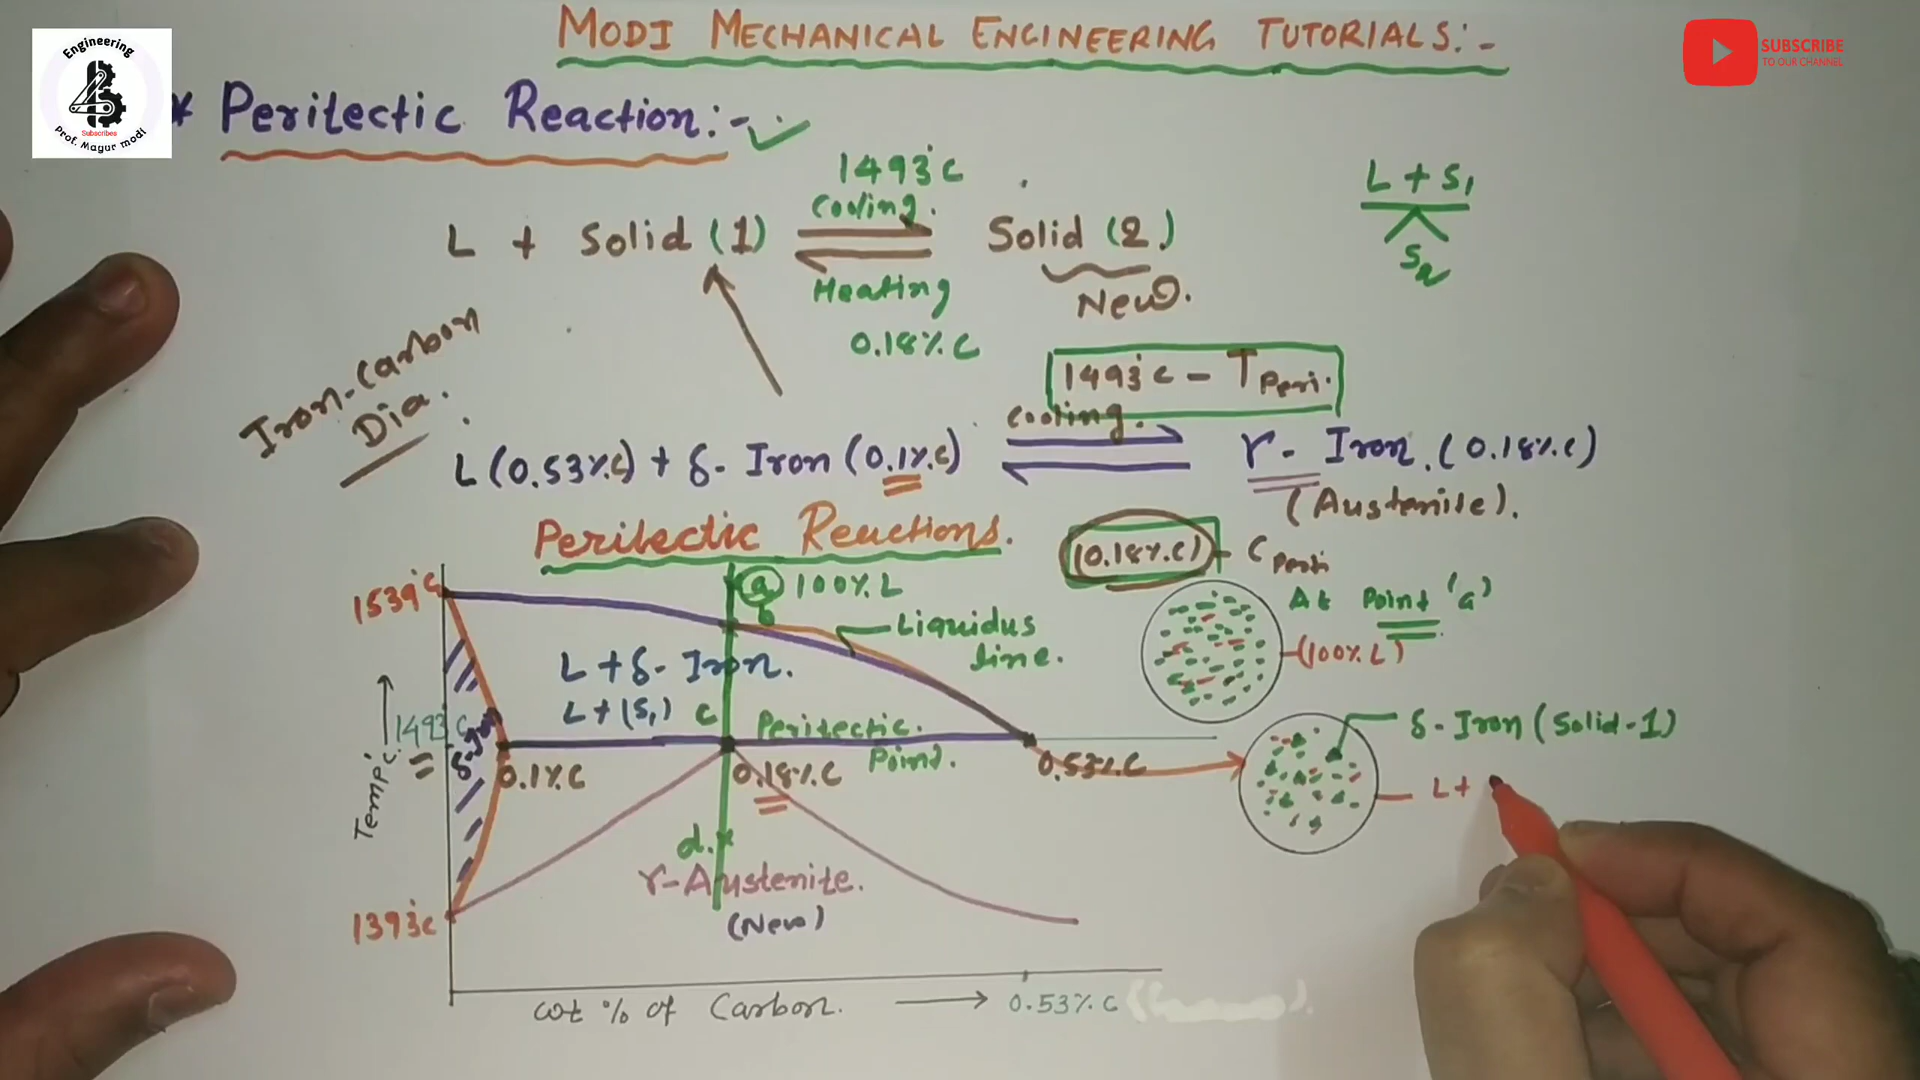 MODI MECHANICAL ENGINEERING TUTORIALS:-
SUBSCRIBE
TO OUR CHANNEL
Engineering
Subscribes
Prof. Mayur modi
* Peritectic Reaction:-
1493°C
Cooling.
L + Solid (1) ⇌ Solid (2)
New.
Heating
0.18%C
L + S1
S2
Iron-Carbon
Dia.
1493°C - TPeri.
Cooling.
L (0.53%C) + δ- Iron (0.1%C) ⇌ γ- Iron. (0.18%C)
(Austenite).
Peritectic Reactions.
(0.18%C) - CPerti
1539°C
a 100%L
b
Liquidus
line.
At Point 'a'
(100%L)
L + δ- Iron.
L + (S1)
C
Peritectic
Point.
1493°C
δ-Iron
0.1%C
0.18%C
0.53%C
δ- Iron (Solid-1)
L+
Temp°C
d.
γ-Austenite.
(New)
1393°C
wt % of Carbon. → 0.53%C